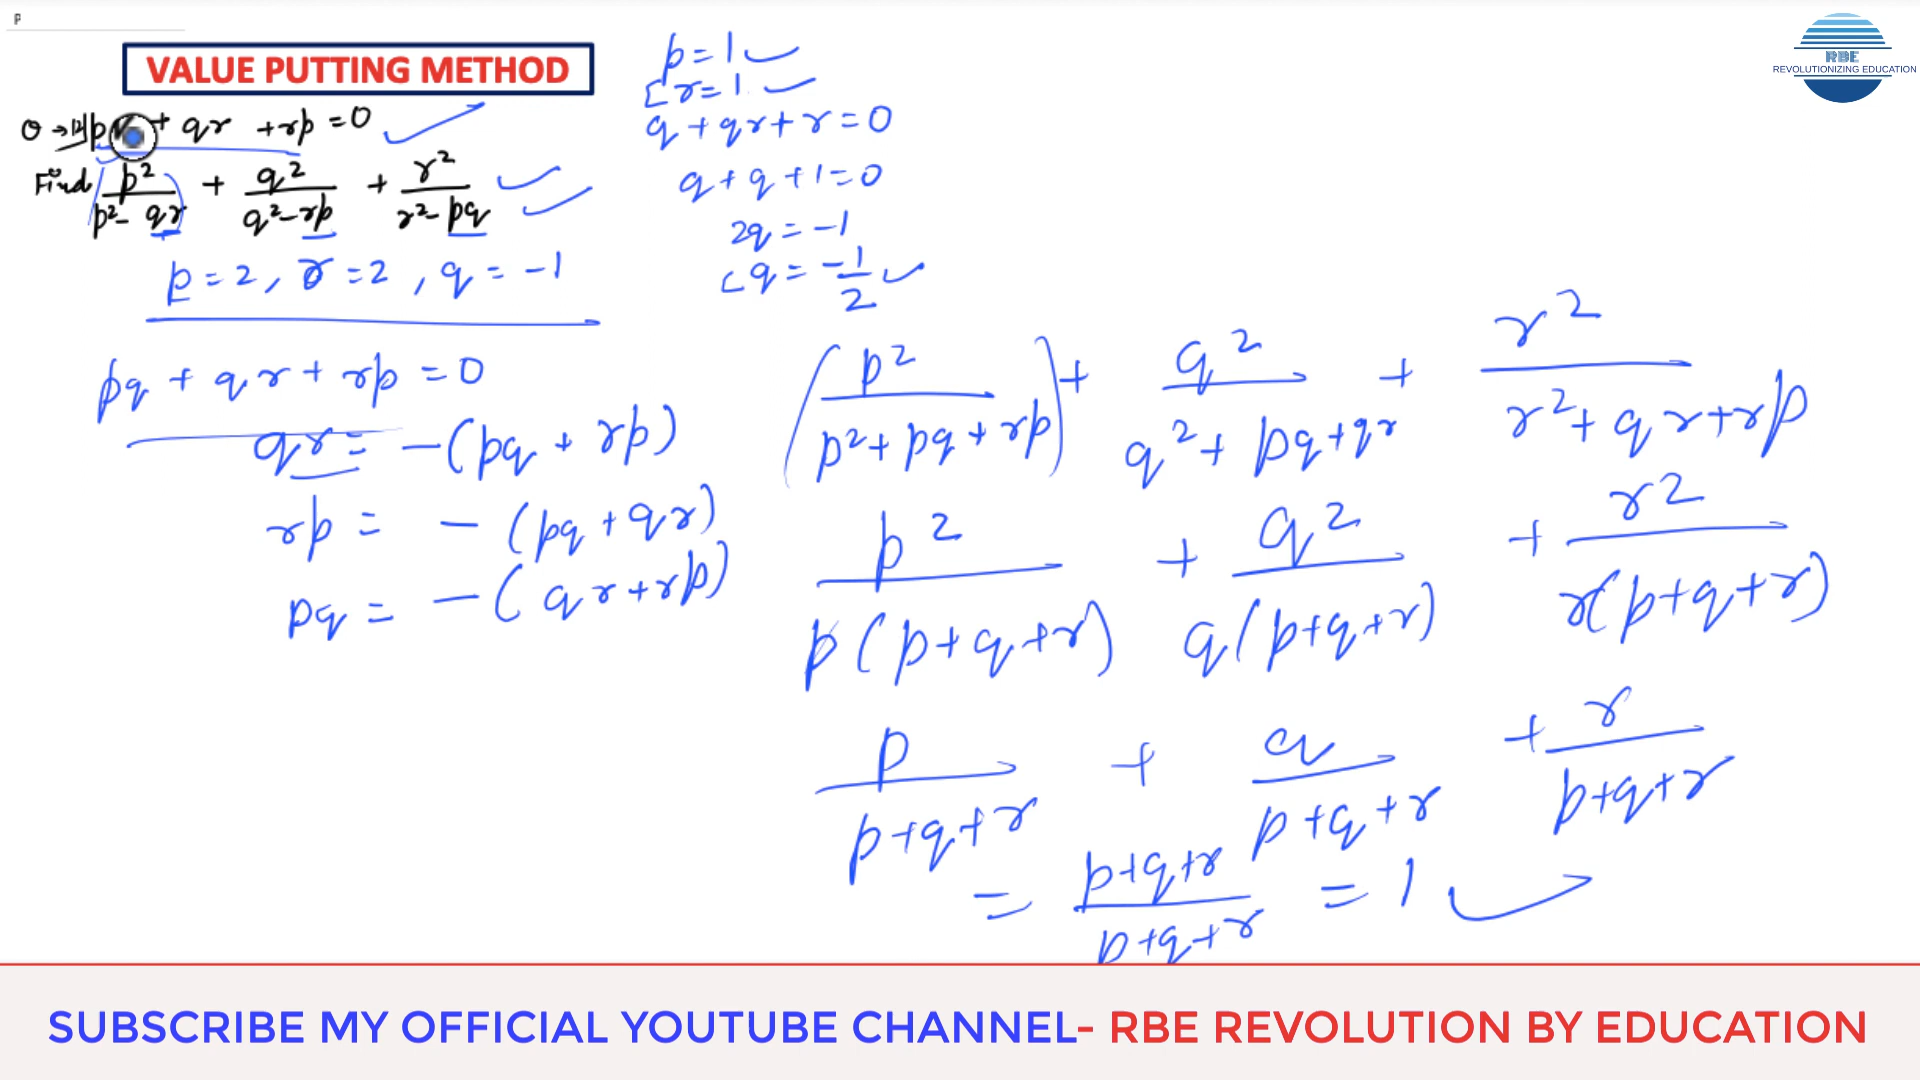 P
VALUE PUTTING METHOD
RBE
REVOLUTIONIZING EDUCATION
p + qr + rp = 0
Find p²/(p² - qr) + q²/(q² - rp) + r²/(r² - pq)
p = 2, r = 2, q = -1
pq + qr + rp = 0
qr = -(pq + rp)
rp = -(pq + qr)
pq = -(qr + rp)
p = 1
r = 1
q + qr + r = 0
q + q + 1 = 0
2q = -1
q = -1/2
(p²/(p² + pq + rp)) + q²/(q² + pq + qr) + r²/(r² + qr + rp)
p²/(p(p+q+r)) + q²/(q(p+q+r)) + r²/(r(p+q+r))
p/(p+q+r) + q/(p+q+r) + r/(p+q+r)
= (p+q+r)/(p+q+r) = 1
SUBSCRIBE MY OFFICIAL YOUTUBE CHANNEL- RBE REVOLUTION BY EDUCATION